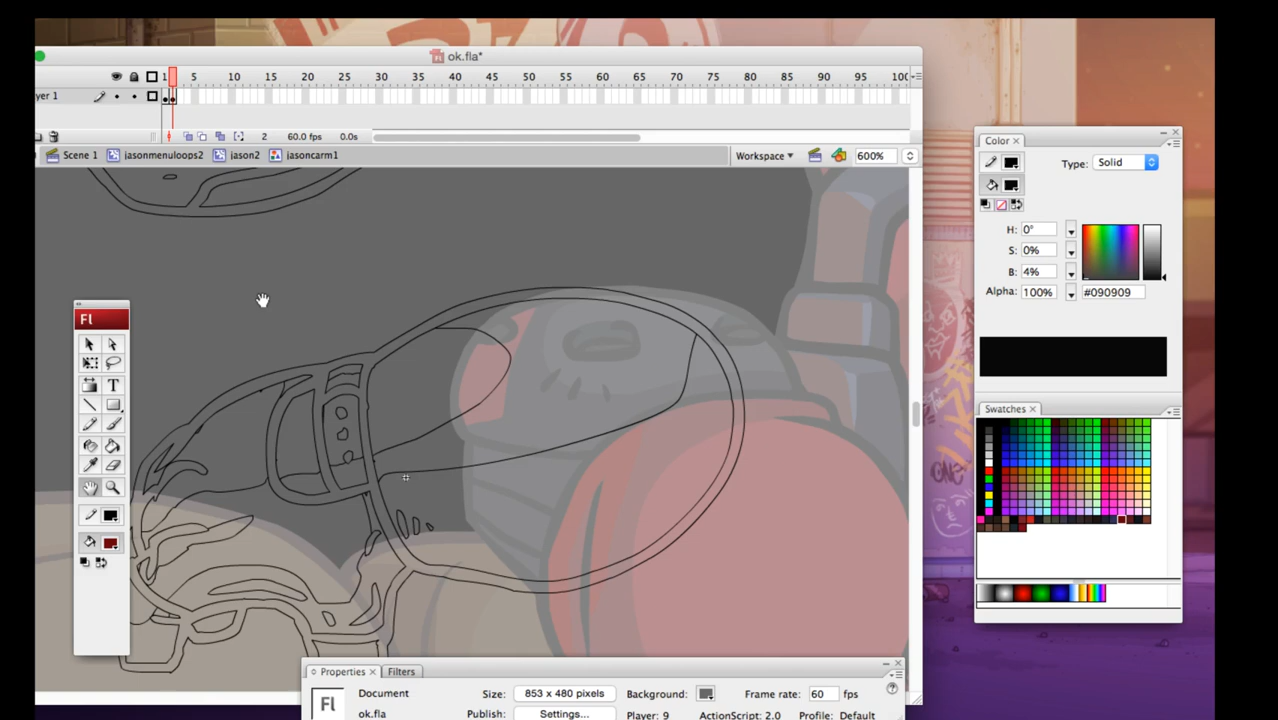 ok.fla*
1 5 10 15 20 25 30 35 40 45 50 55 60 65 70 75 80 85 90 95 100
yer 1
2 60.0 fps 0.0s
Scene 1 jasonmenuloops2 jason2 jasoncarm1 Workspace 600%
Color
Type: Solid
H: 0°
S: 0%
B: 4%
Alpha: 100% #090909
Fl
T
Swatches
Properties Filters
Fl
Document Size: 853 x 480 pixels Background: Frame rate: 60 fps
ok.fla Publish: Settings... Player: 9 ActionScript: 2.0 Profile: Default